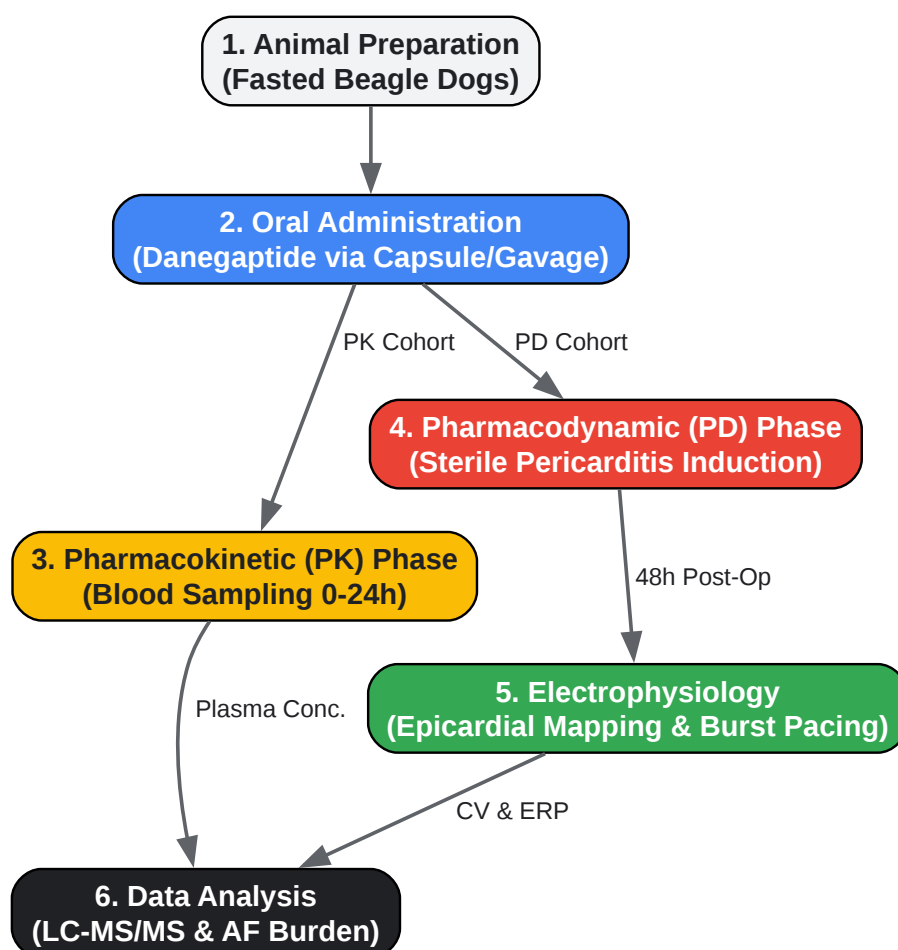 1. Animal Preparation
(Fasted Beagle Dogs)
2. Oral Administration
(Danegaptide via Capsule/Gavage)
PK Cohort
PD Cohort
4. Pharmacodynamic (PD) Phase
(Sterile Pericarditis Induction)
3. Pharmacokinetic (PK) Phase
(Blood Sampling 0-24h)
48h Post-Op
5. Electrophysiology
(Epicardial Mapping & Burst Pacing)
Plasma Conc.
CV & ERP
6. Data Analysis
(LC-MS/MS & AF Burden)